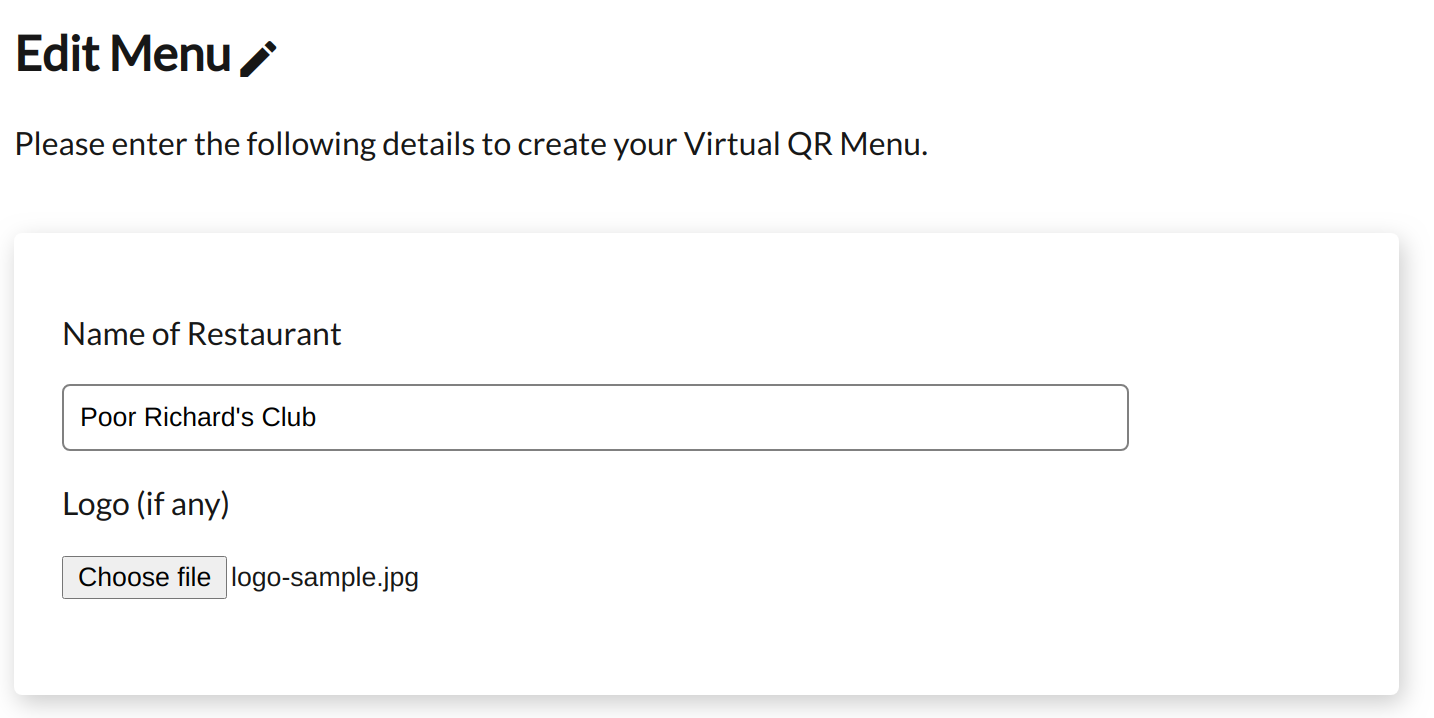 Edit Menu
Please enter the following details to create your Virtual QR Menu.
Name of Restaurant
Poor Richard's Club
Logo (if any)
Choose file logo-sample.jpg